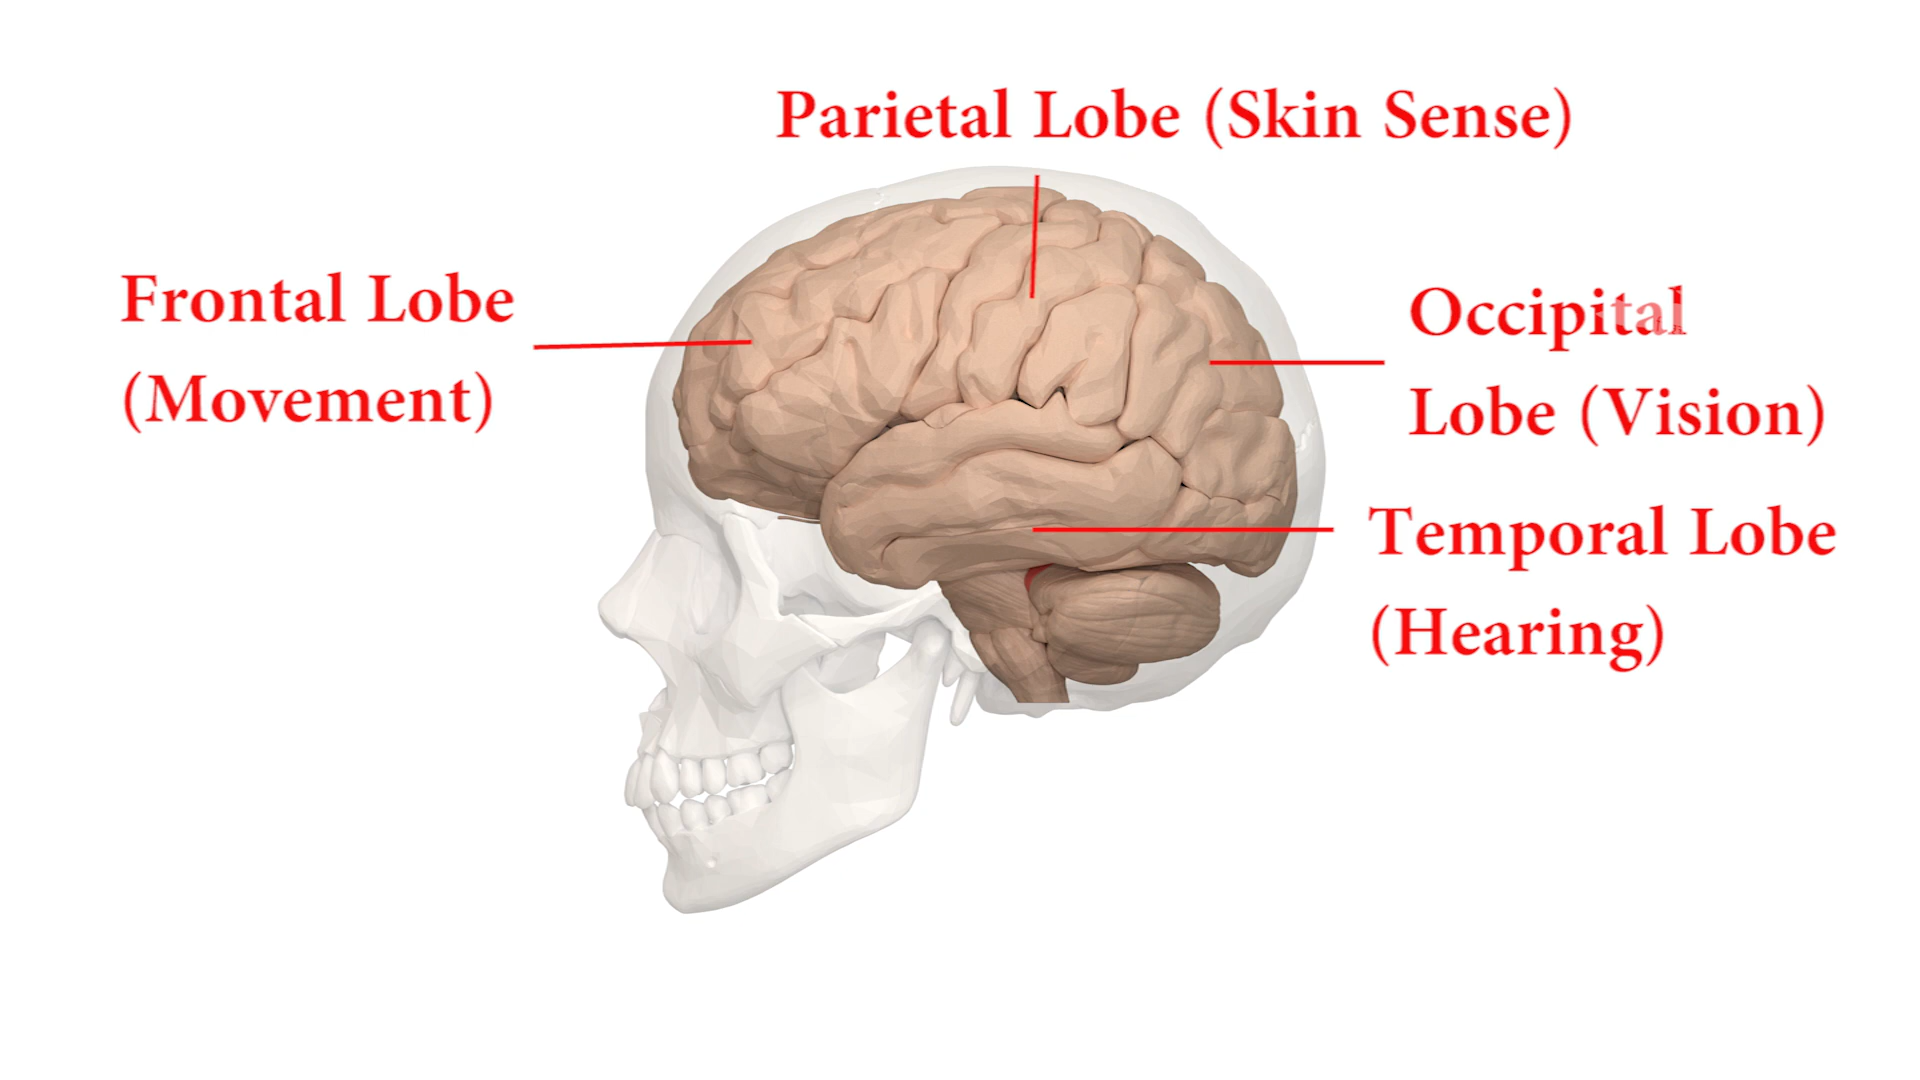 Parietal Lobe (Skin Sense)
Frontal Lobe
(Movement)
Occipital
Lobe (Vision)
Temporal Lobe
(Hearing)